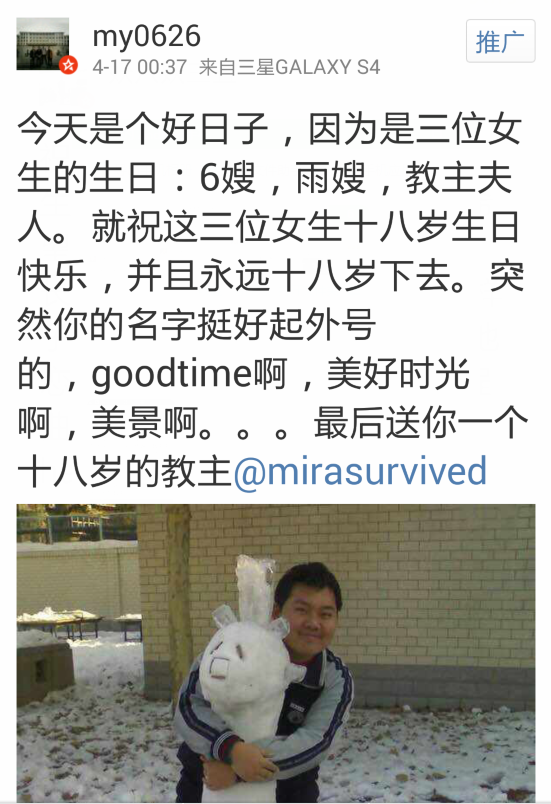 my0626
推广
4-17 00:37 来自三星GALAXY S4
今天是个好日子，因为是三位女
生的生日：6嫂，雨嫂，教主夫
人。就祝这三位女生十八岁生日
快乐，并且永远十八岁下去。突
然你的名字挺好起外号
的，goodtime啊，美好时光
啊，美景啊。。。最后送你一个
十八岁的教主@mirasurvived